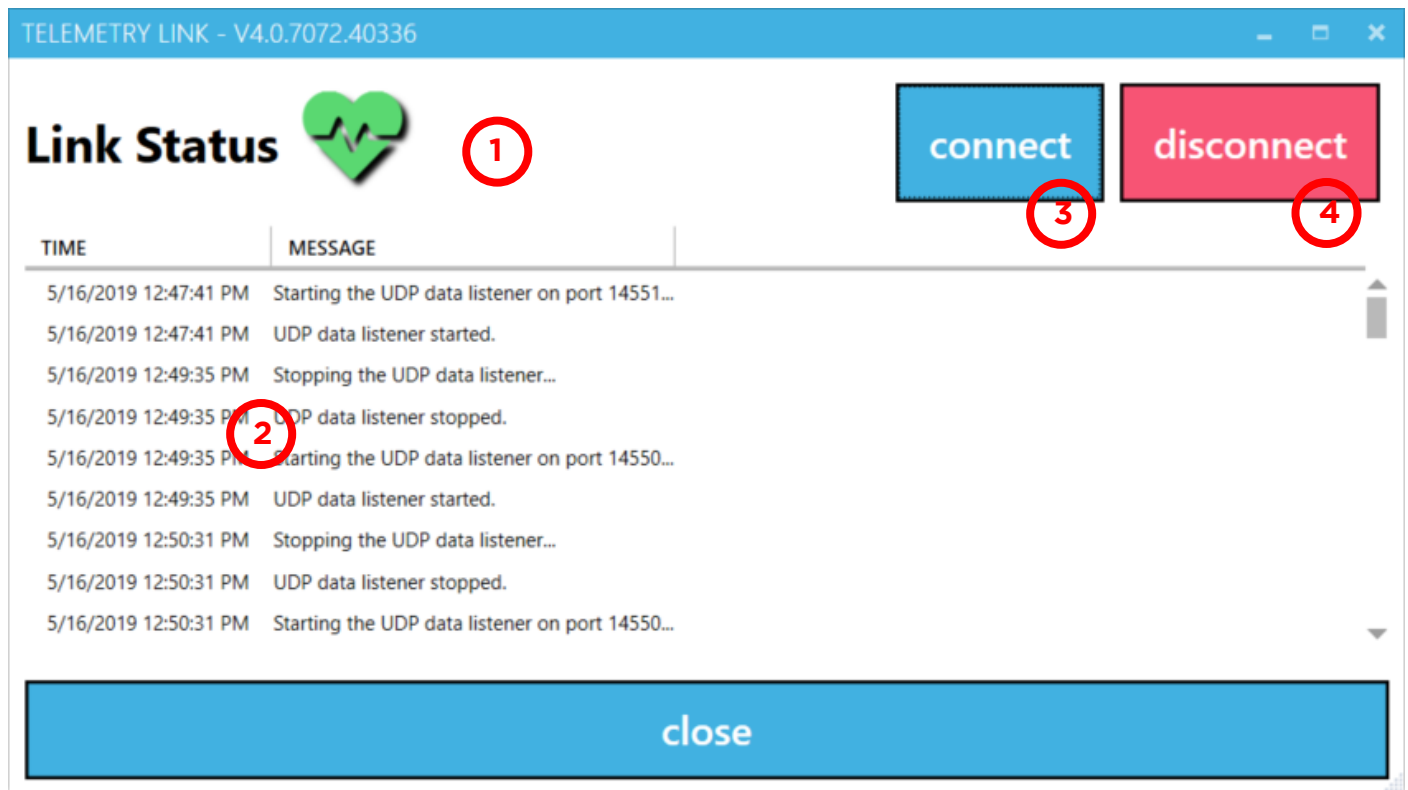 TELEMETRY LINK - V4.0.7072.40336
Link Status
1
connect
disconnect
3
4
TIME MESSAGE
5/16/2019 12:47:41 PM Starting the UDP data listener on port 14551...
5/16/2019 12:47:41 PM UDP data listener started.
5/16/2019 12:49:35 PM Stopping the UDP data listener...
5/16/2019 12:49:35 PM UDP data listener stopped.
2
5/16/2019 12:49:35 PM Starting the UDP data listener on port 14550...
5/16/2019 12:49:35 PM UDP data listener started.
5/16/2019 12:50:31 PM Stopping the UDP data listener...
5/16/2019 12:50:31 PM UDP data listener stopped.
5/16/2019 12:50:31 PM Starting the UDP data listener on port 14550...
close